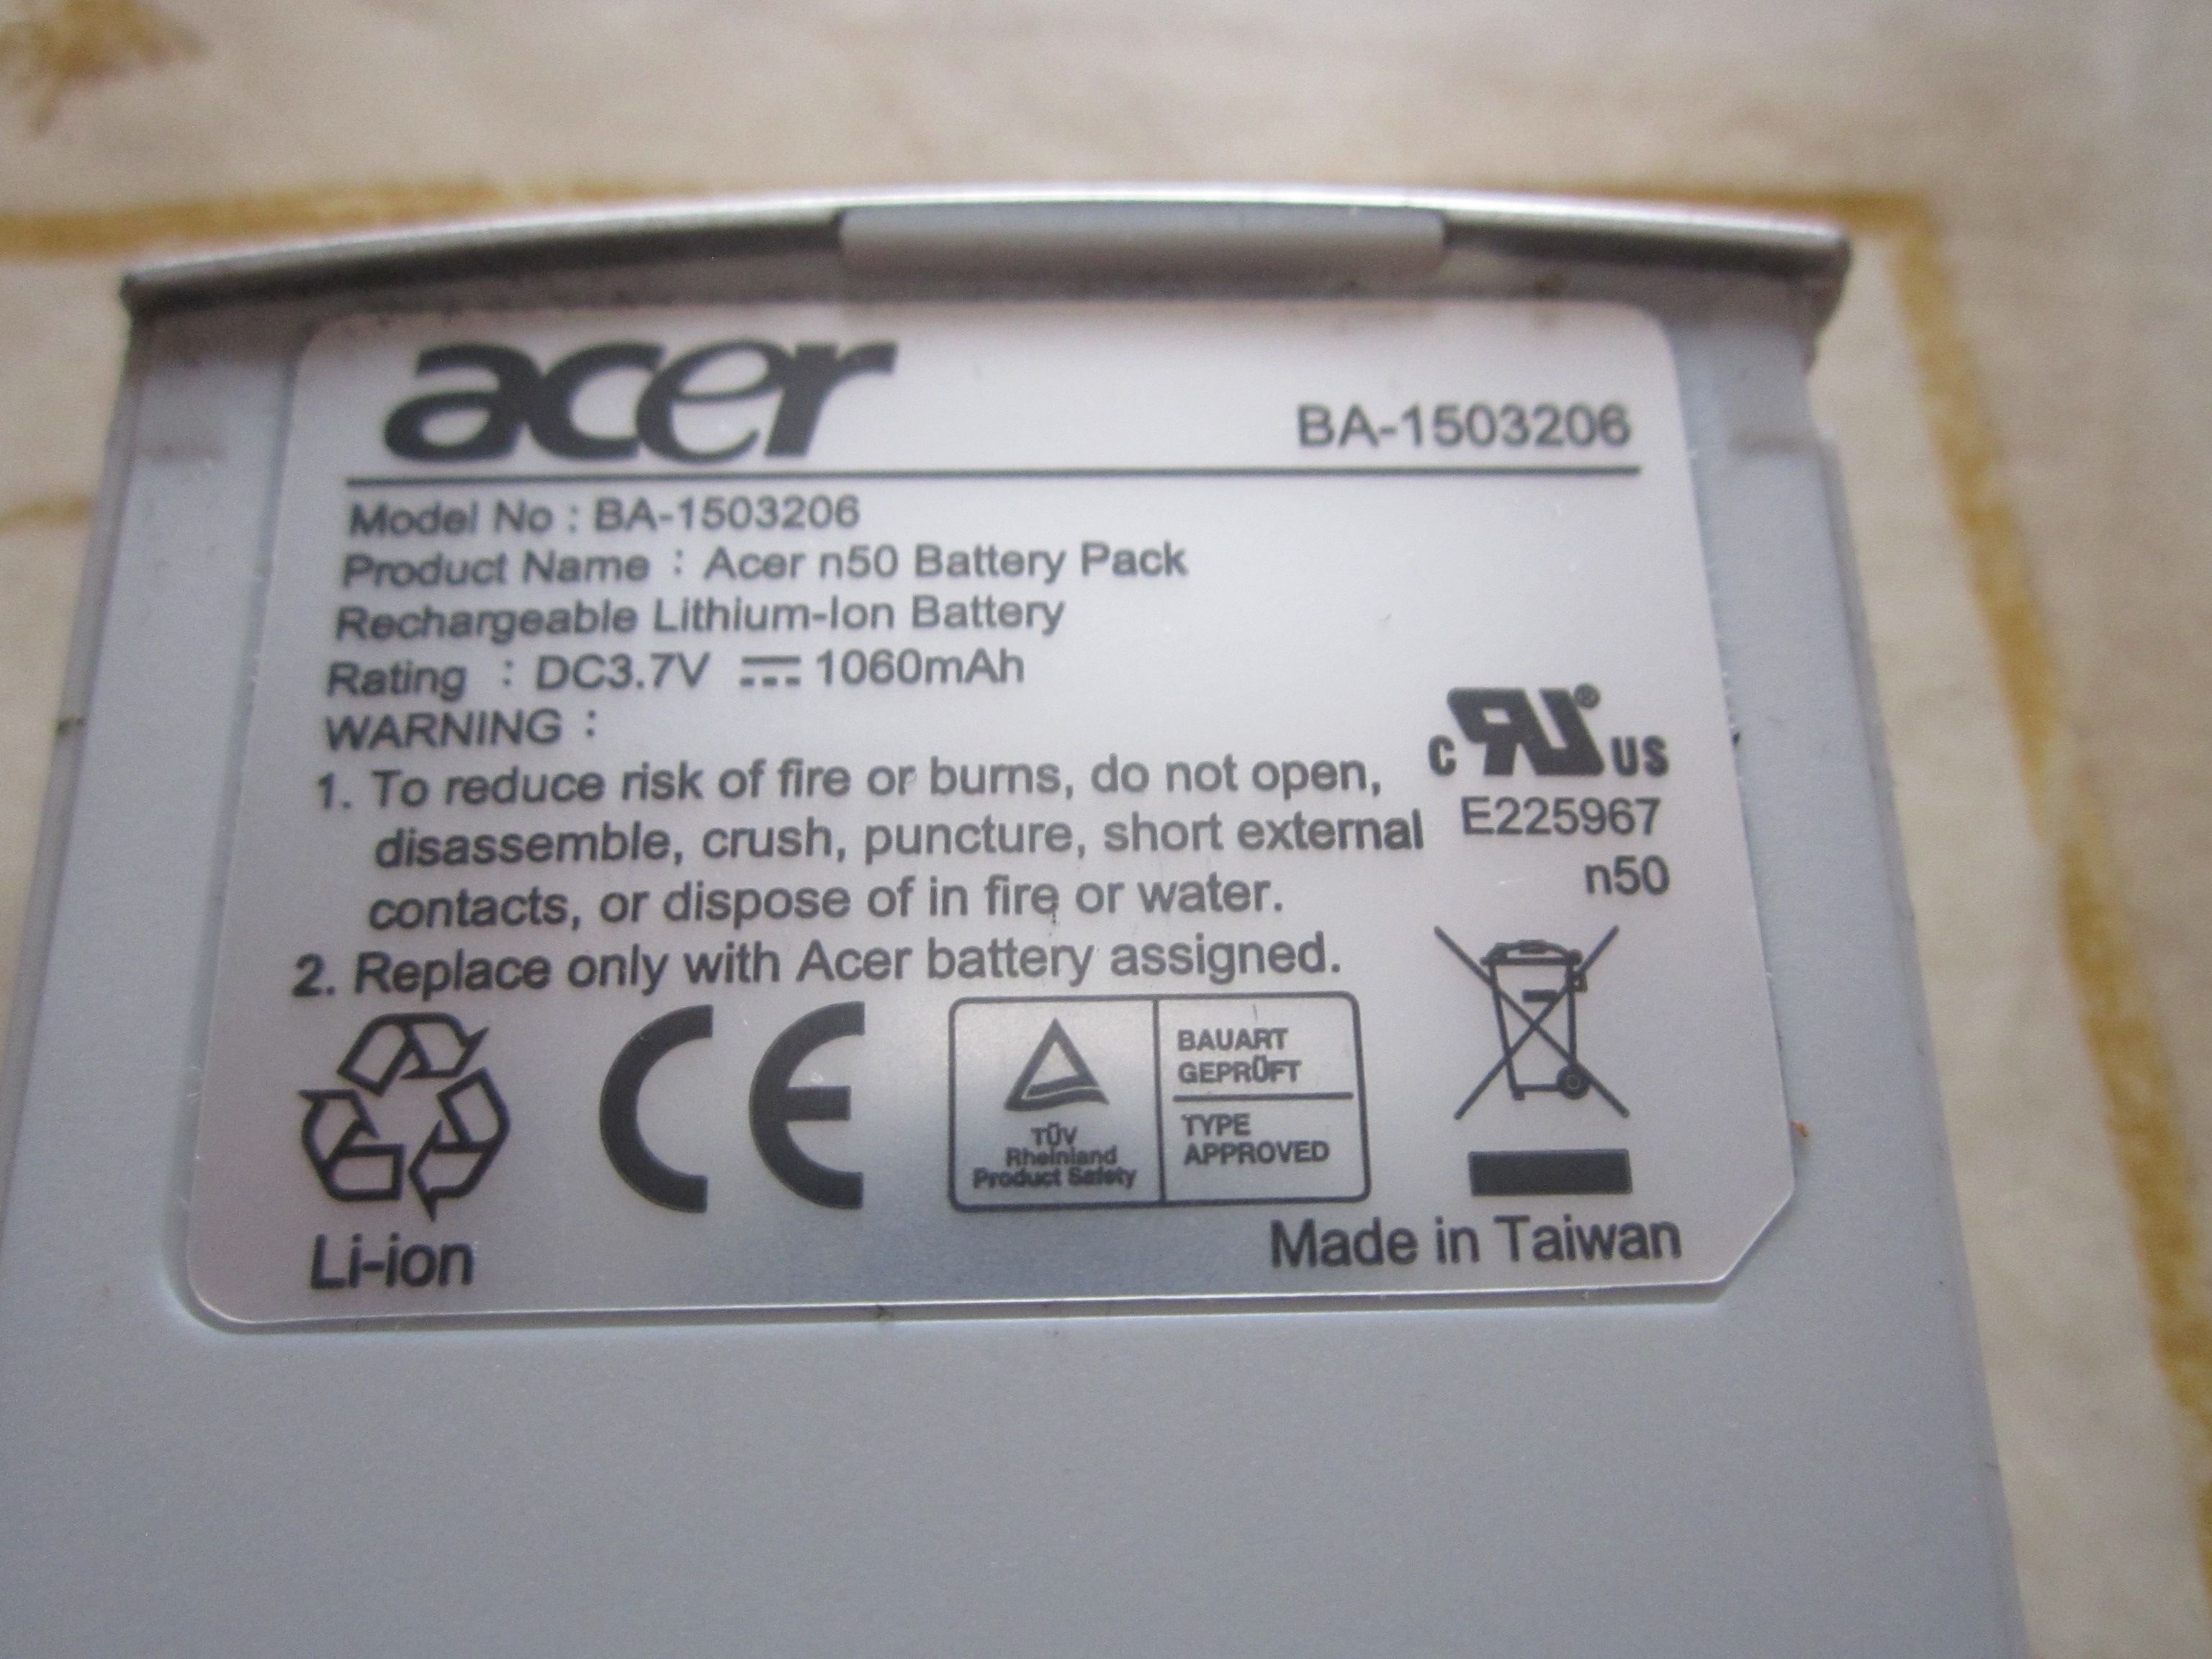 acer
BA-1503206
Model No : BA-1503206
Product Name : Acer n50 Battery Pack
Rechargeable Lithium-Ion Battery
Rating : DC3.7V ⎓ 1060mAh
WARNING :
1. To reduce risk of fire or burns, do not open,
disassemble, crush, puncture, short external
contacts, or dispose of in fire or water.
2. Replace only with Acer battery assigned.
C RU® US
E225967
n50
CE
TÜV
Rheinland
Product Safety
BAUART
GEPRÜFT
TYPE
APPROVED
Li-ion
Made in Taiwan